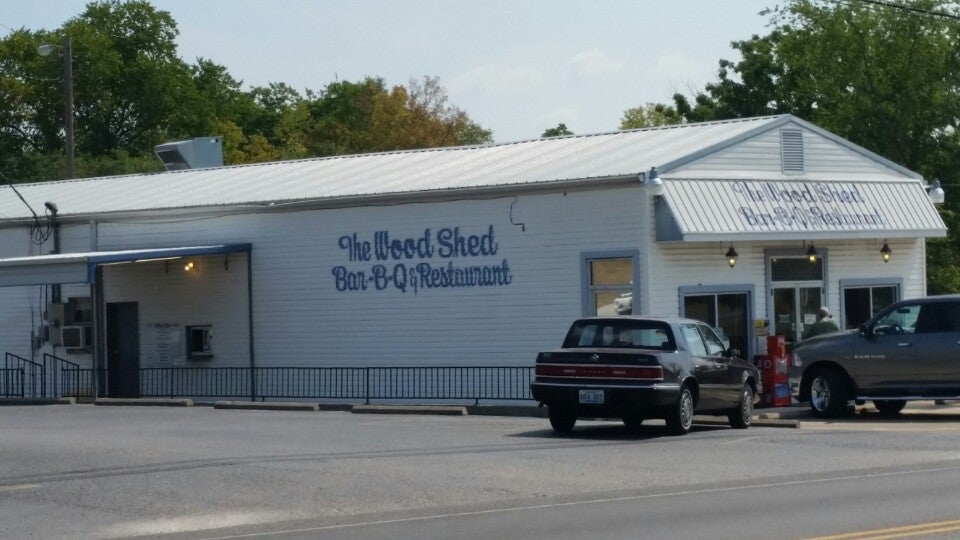 The Wood Shed
Bar-B-Q & Restaurant
The Wood Shed
Bar-B-Q & Restaurant